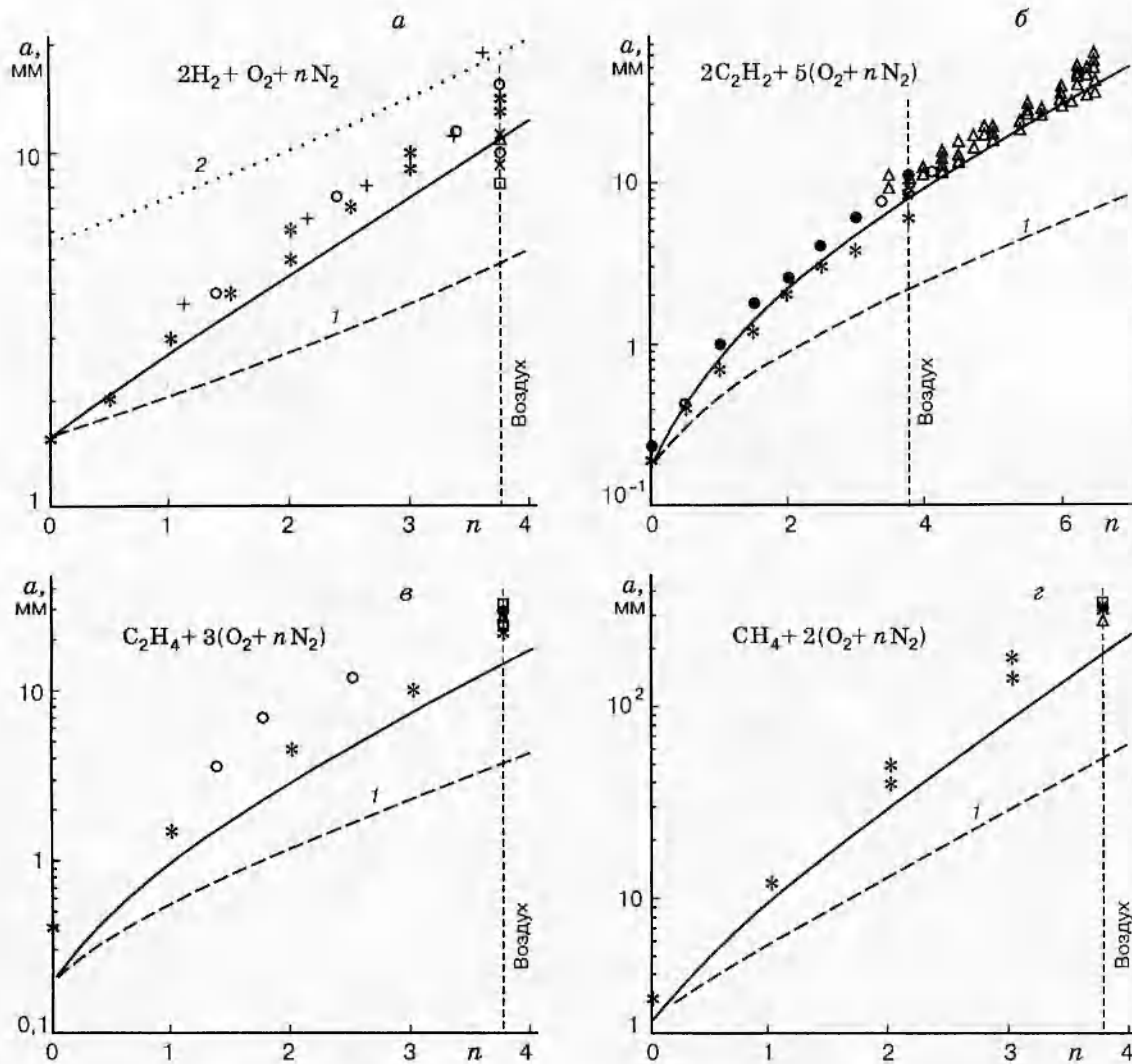 а
a,
мм
2H₂ + O₂ + nN₂
2
10
1
Воздух
1
0 1 2 3 n 4
б
a,
мм
2C₂H₂ + 5(O₂ + nN₂)
10
1
1
Воздух
10⁻¹
0 2 4 6 n
в
a,
мм
C₂H₄ + 3(O₂ + nN₂)
10
1
1
Воздух
0,1
0 1 2 3 n 4
г
a,
мм
CH₄ + 2(O₂ + nN₂)
10²
1
10
Воздух
1
0 1 n 3 4